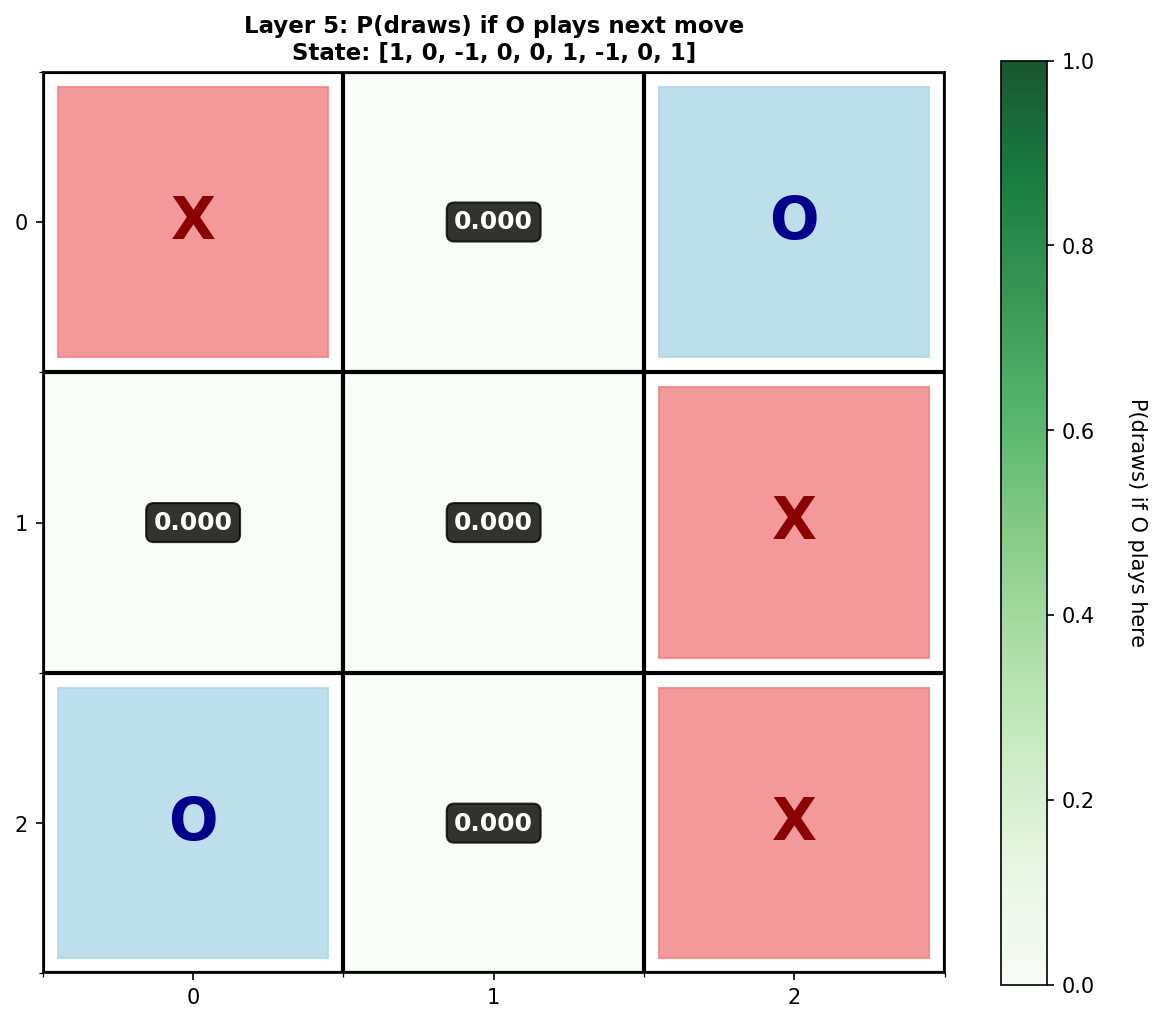 Layer 5: P(draws) if O plays next move
State: [1, 0, -1, 0, 0, 1, -1, 0, 1]
X
0.000
O
0.000
0.000
X
O
0.000
X
0
1
2
0
1
2
1.0
0.8
0.6
0.4
0.2
0.0
P(draws) if O plays here